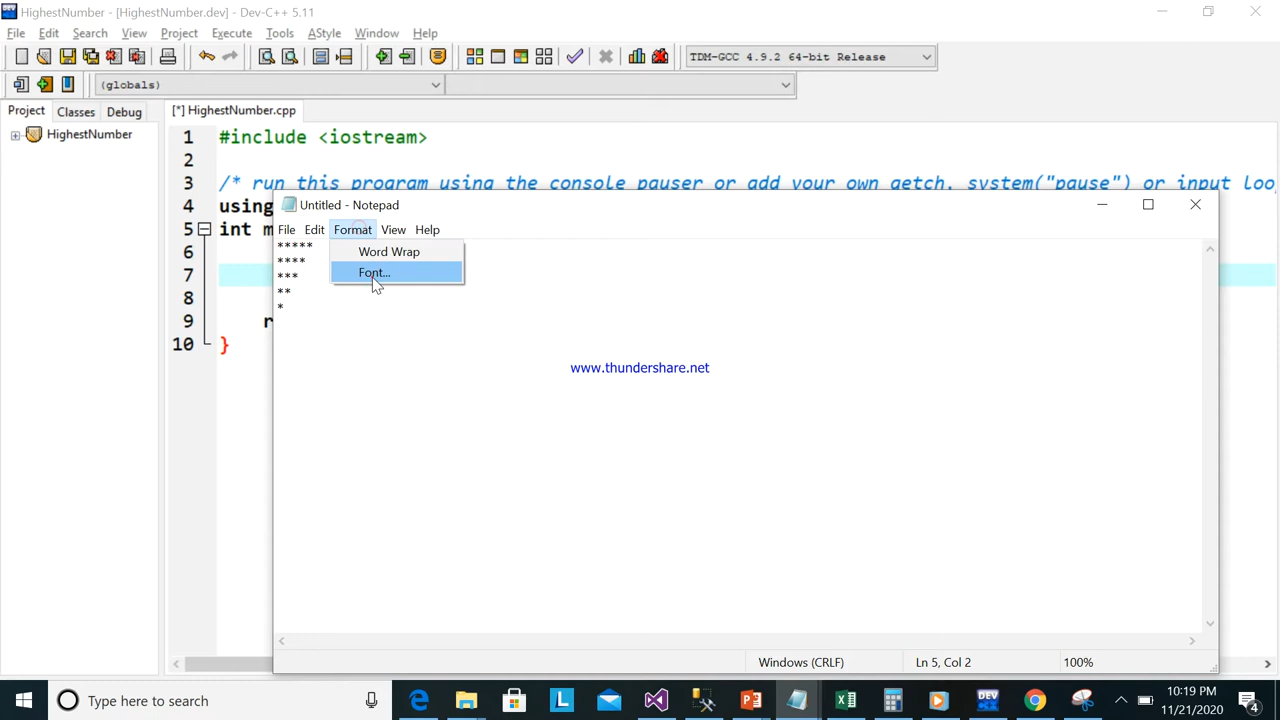 HighestNumber - [HighestNumber.dev] - Dev-C++ 5.11
File Edit Search View Project Execute Tools AStyle Window Help
TDM-GCC 4.9.2 64-bit Release
(globals)
Project Classes Debug [*] HighestNumber.cpp
HighestNumber
1 #include <iostream>
2
3 /* run this program using the console pauser or add your own getch, system("pause") or input loo
4 using
5 int m
6
7
8
9 r
10 }
Untitled - Notepad
File Edit Format View Help
*****
****
***
**
*
Word Wrap
Font...
www.thundershare.net
Windows (CRLF) Ln 5, Col 2 100%
Type here to search
10:19 PM
11/21/2020
4